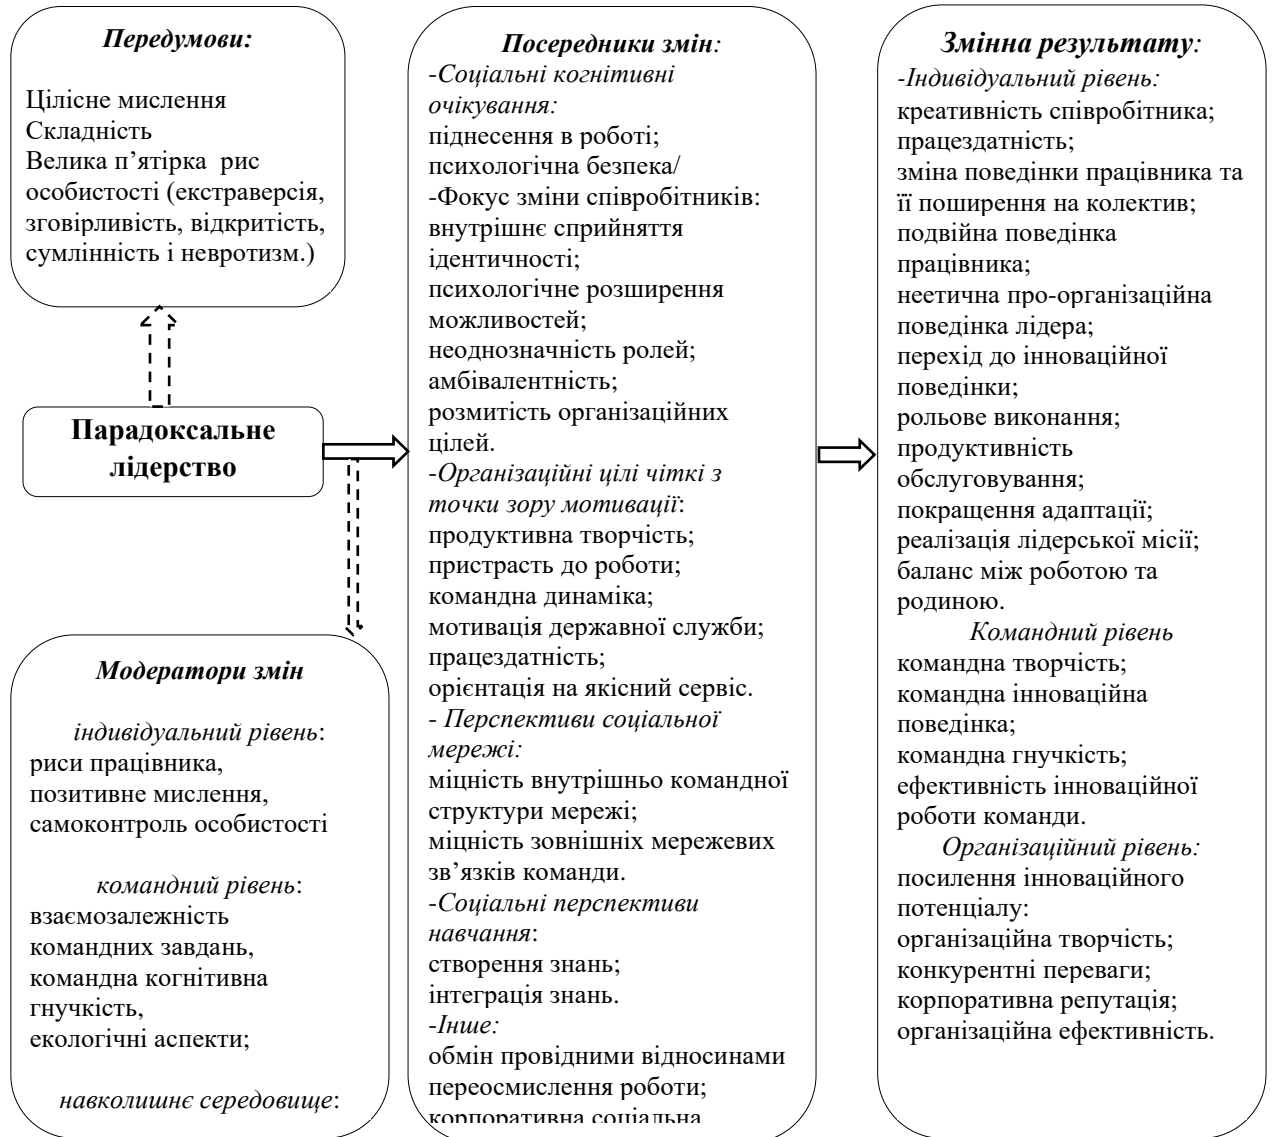 Передумови:
Цілісне мислення
Складність
Велика п’ятірка рис
особистості (екстраверсія,
зговірливість, відкритість,
сумлінність і невротизм.)
Парадоксальне
лідерство
Модератори змін
індивідуальний рівень:
риси працівника,
позитивне мислення,
самоконтроль особистості
командний рівень:
взаємозалежність
командних завдань,
командна когнітивна
гнучкість,
екологічні аспекти;
навколишнє середовище:
Посередники змін:
-Соціальні когнітивні
очікування:
піднесення в роботі;
психологічна безпека/
-Фокус зміни співробітників:
внутрішнє сприйняття
ідентичності;
психологічне розширення
можливостей;
неоднозначність ролей;
амбівалентність;
розмитість організаційних
цілей.
-Організаційні цілі чіткі з
точки зору мотивації:
продуктивна творчість;
пристрасть до роботи;
командна динаміка;
мотивація державної служби;
працездатність;
орієнтація на якісний сервіс.
- Перспективи соціальної
мережі:
міцність внутрішньо командної
структури мережі;
міцність зовнішніх мережевих
зв’язків команди.
-Соціальні перспективи
навчання:
створення знань;
інтеграція знань.
-Інше:
обмін провідними відносинами
переосмислення роботи;
корпоративна соціальна
Змінна результату:
-Індивідуальний рівень:
креативність співробітника;
працездатність;
зміна поведінки працівника та
її поширення на колектив;
подвійна поведінка
працівника;
неетична про-організаційна
поведінка лідера;
перехід до інноваційної
поведінки;
рольове виконання;
продуктивність
обслуговування;
покращення адаптації;
реалізація лідерської місії;
баланс між роботою та
родиною.
Командний рівень
командна творчість;
командна інноваційна
поведінка;
командна гнучкість;
ефективність інноваційної
роботи команди.
Організаційний рівень:
посилення інноваційного
потенціалу:
організаційна творчість;
конкурентні переваги;
корпоративна репутація;
організаційна ефективність.